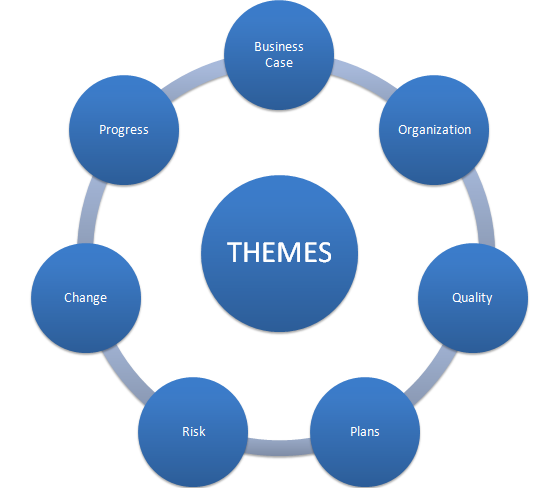 Business
Case
Progress
Organization
THEMES
Change
Quality
Risk
Plans